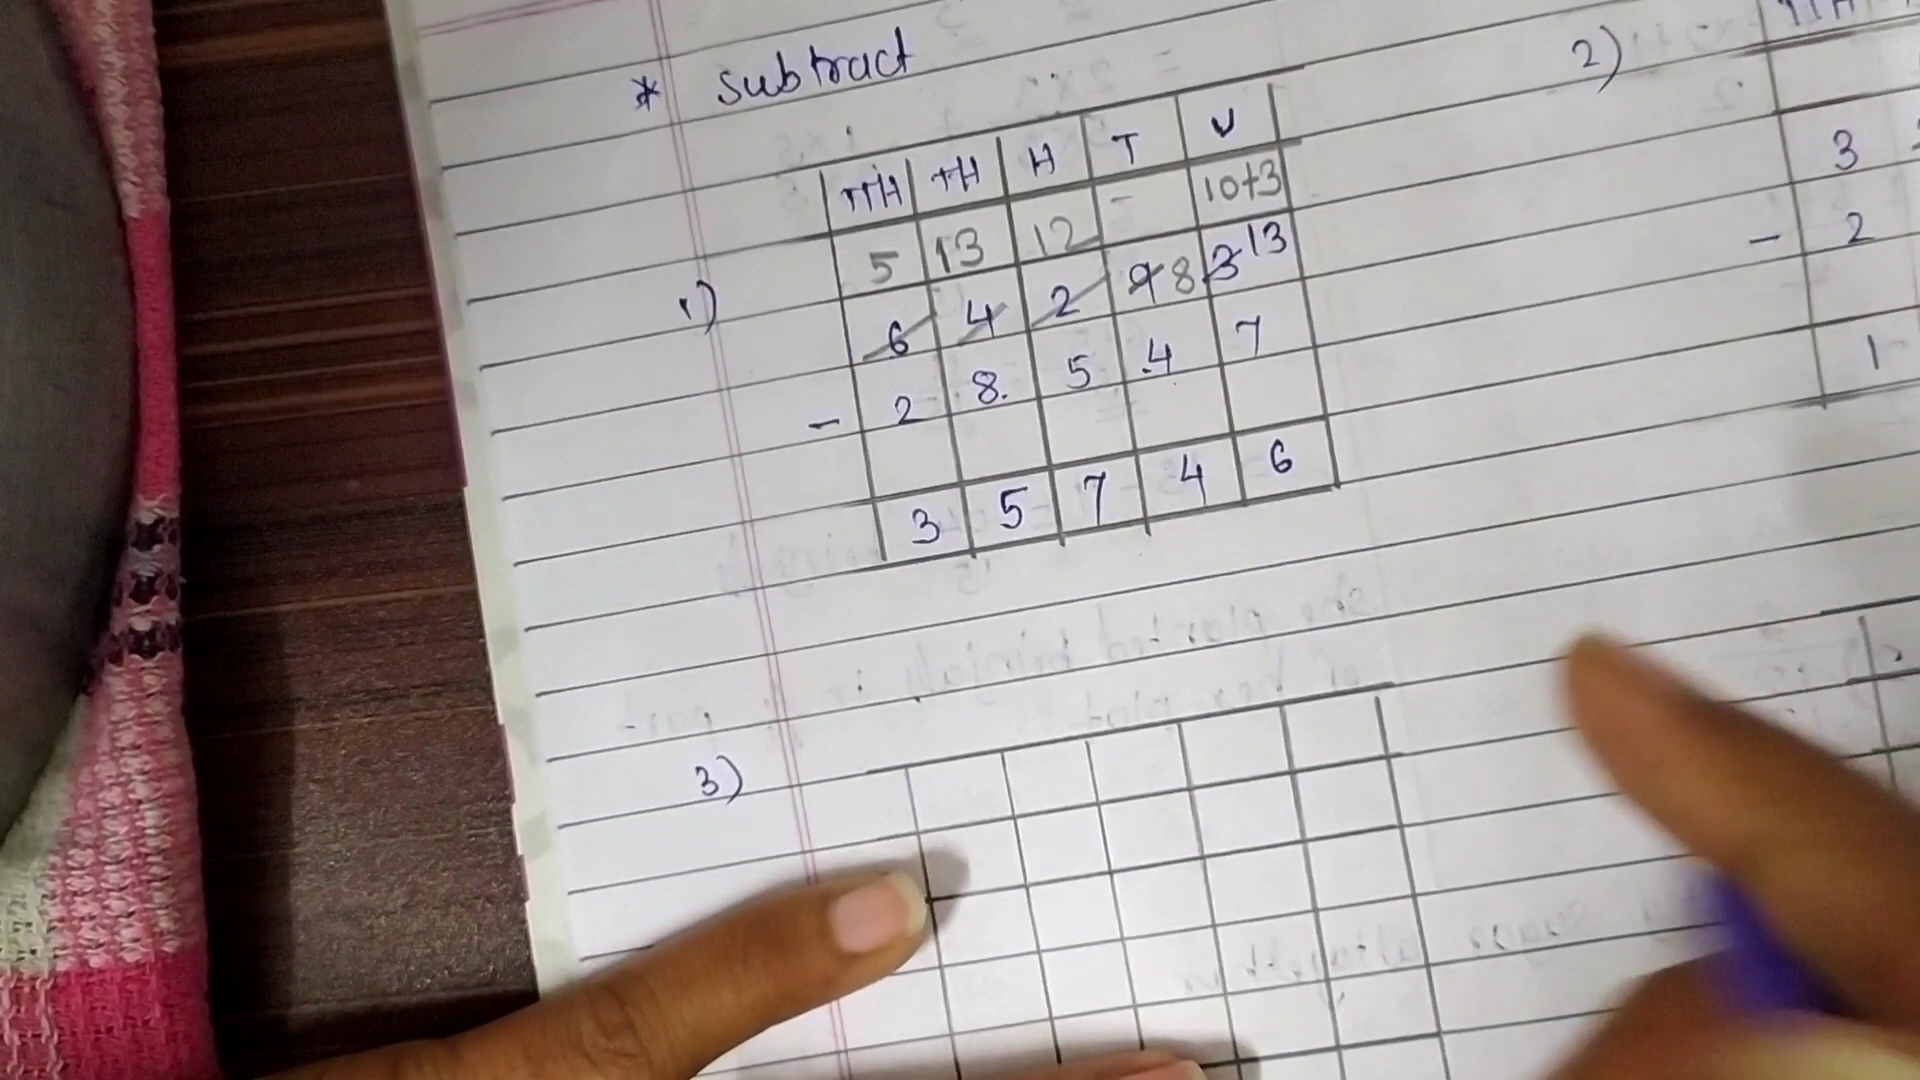 * Subtract
TTH TH H T U
5 13 12 - 10+3
1) 6 4 2 9 8 3 13
- 2 8. 5 .4 7
3 5 7 4 6
2)
TTH
3
- 2
1
3)